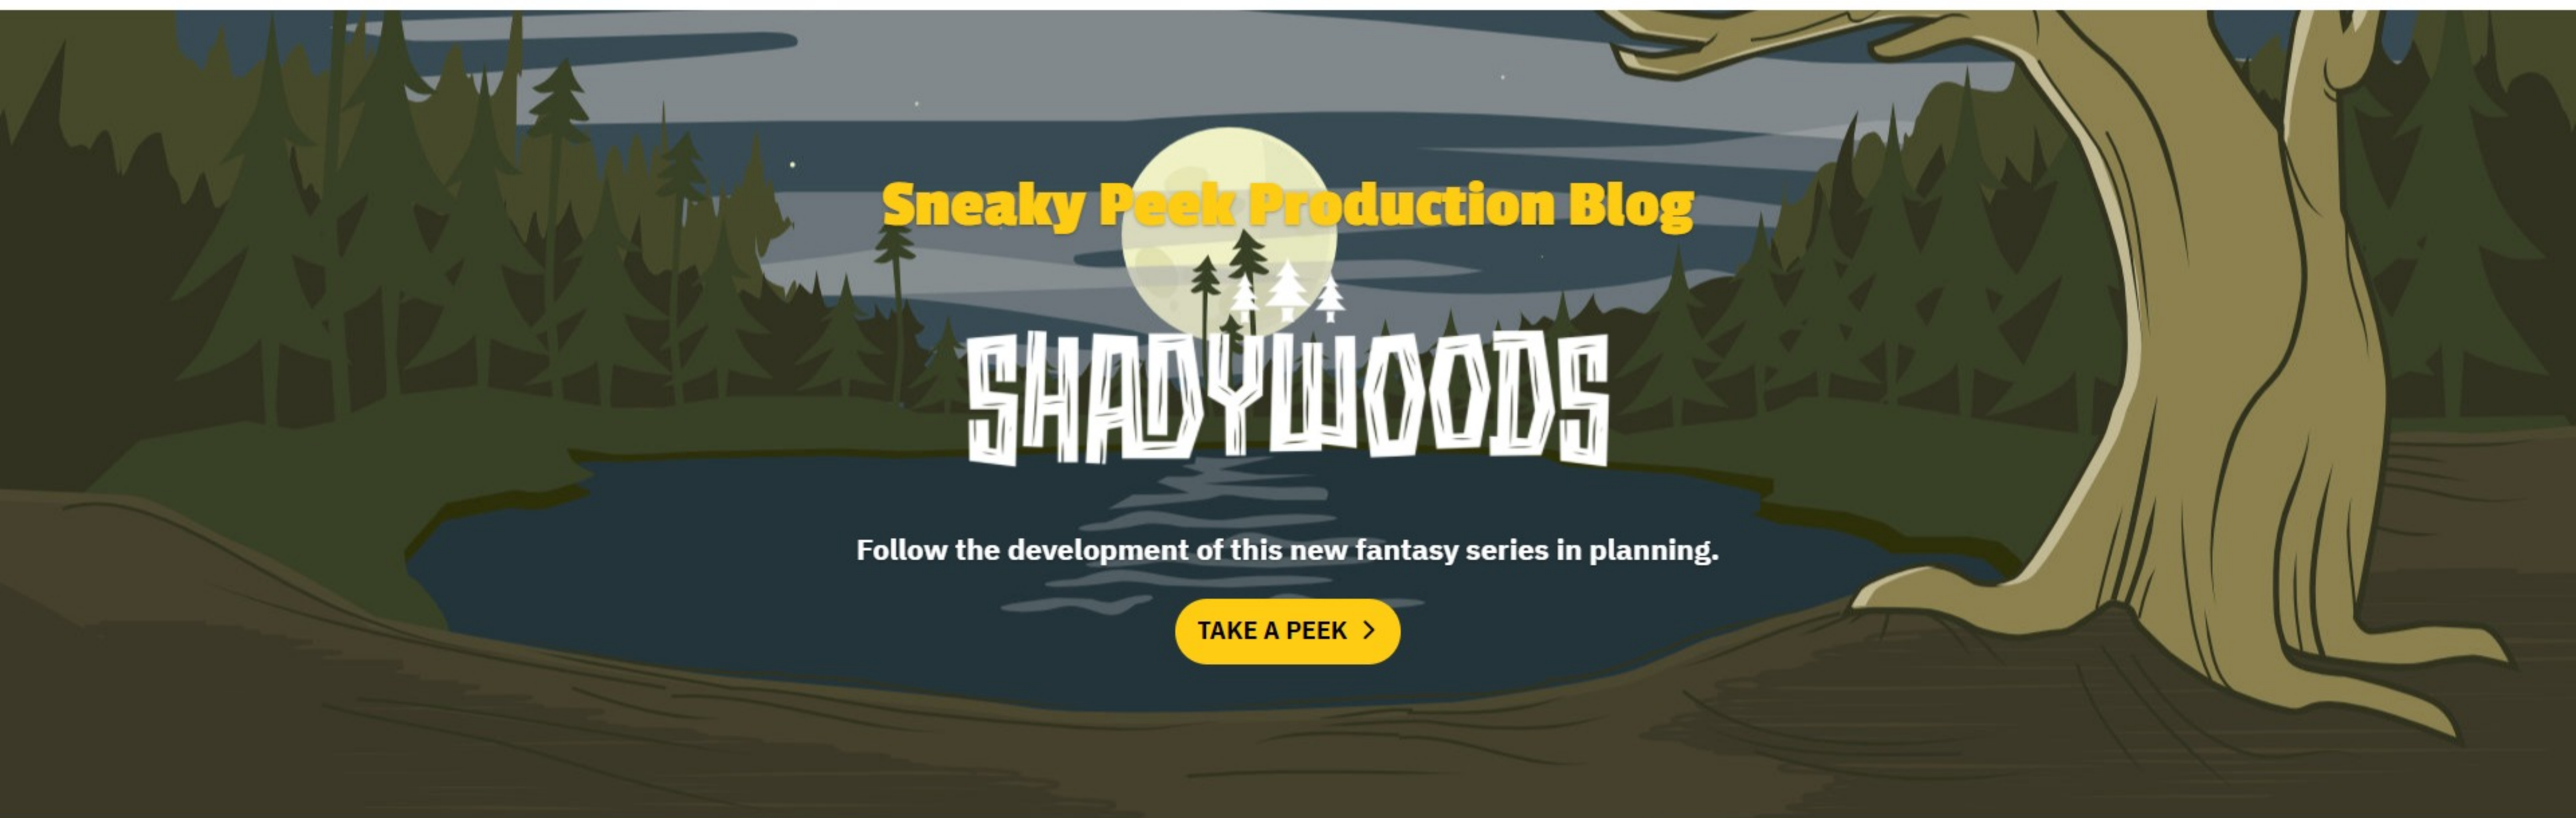 Sneaky Peek Production Blog
SHADYWOODS
Follow the development of this new fantasy series in planning.
TAKE A PEEK